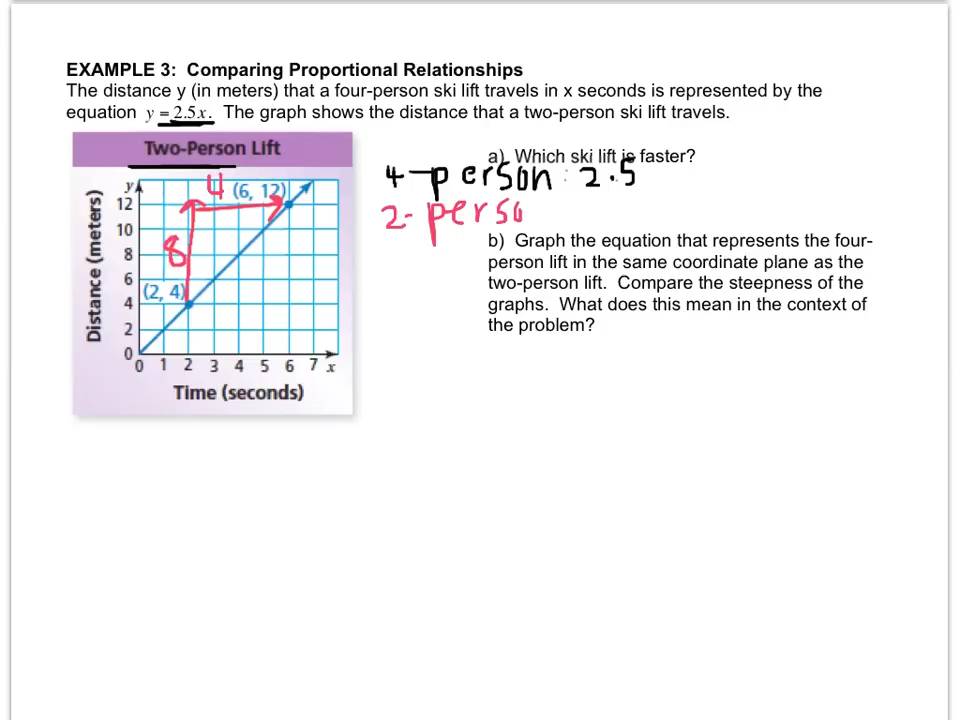 EXAMPLE 3: Comparing Proportional Relationships
The distance y (in meters) that a four-person ski lift travels in x seconds is represented by the
equation y = 2.5x. The graph shows the distance that a two-person ski lift travels.
Two-Person Lift
a) Which ski lift is faster?
4-person : 2.5
2-perso
b) Graph the equation that represents the four-
person lift in the same coordinate plane as the
two-person lift. Compare the steepness of the
graphs. What does this mean in the context of
the problem?
Distance (meters)
y
12
10
8
6
4
2
0
4
(6, 12)
8
(2, 4)
0 1 2 3 4 5 6 7 x
Time (seconds)